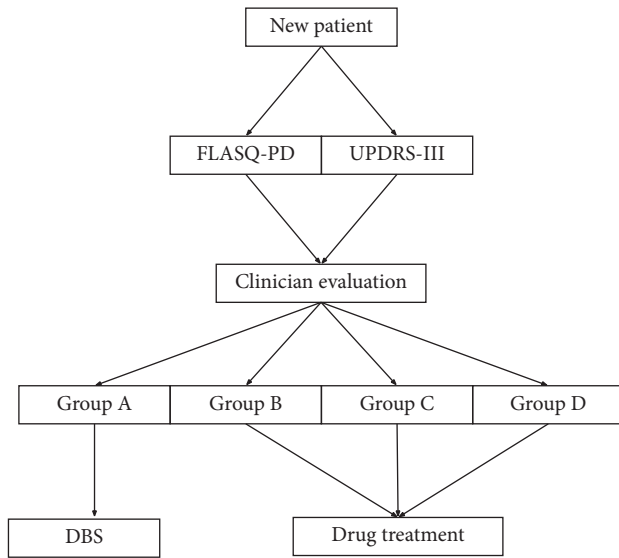 New patient
FLASQ-PD
UPDRS-III
Clinician evaluation
Group A
Group B
Group C
Group D
DBS
Drug treatment